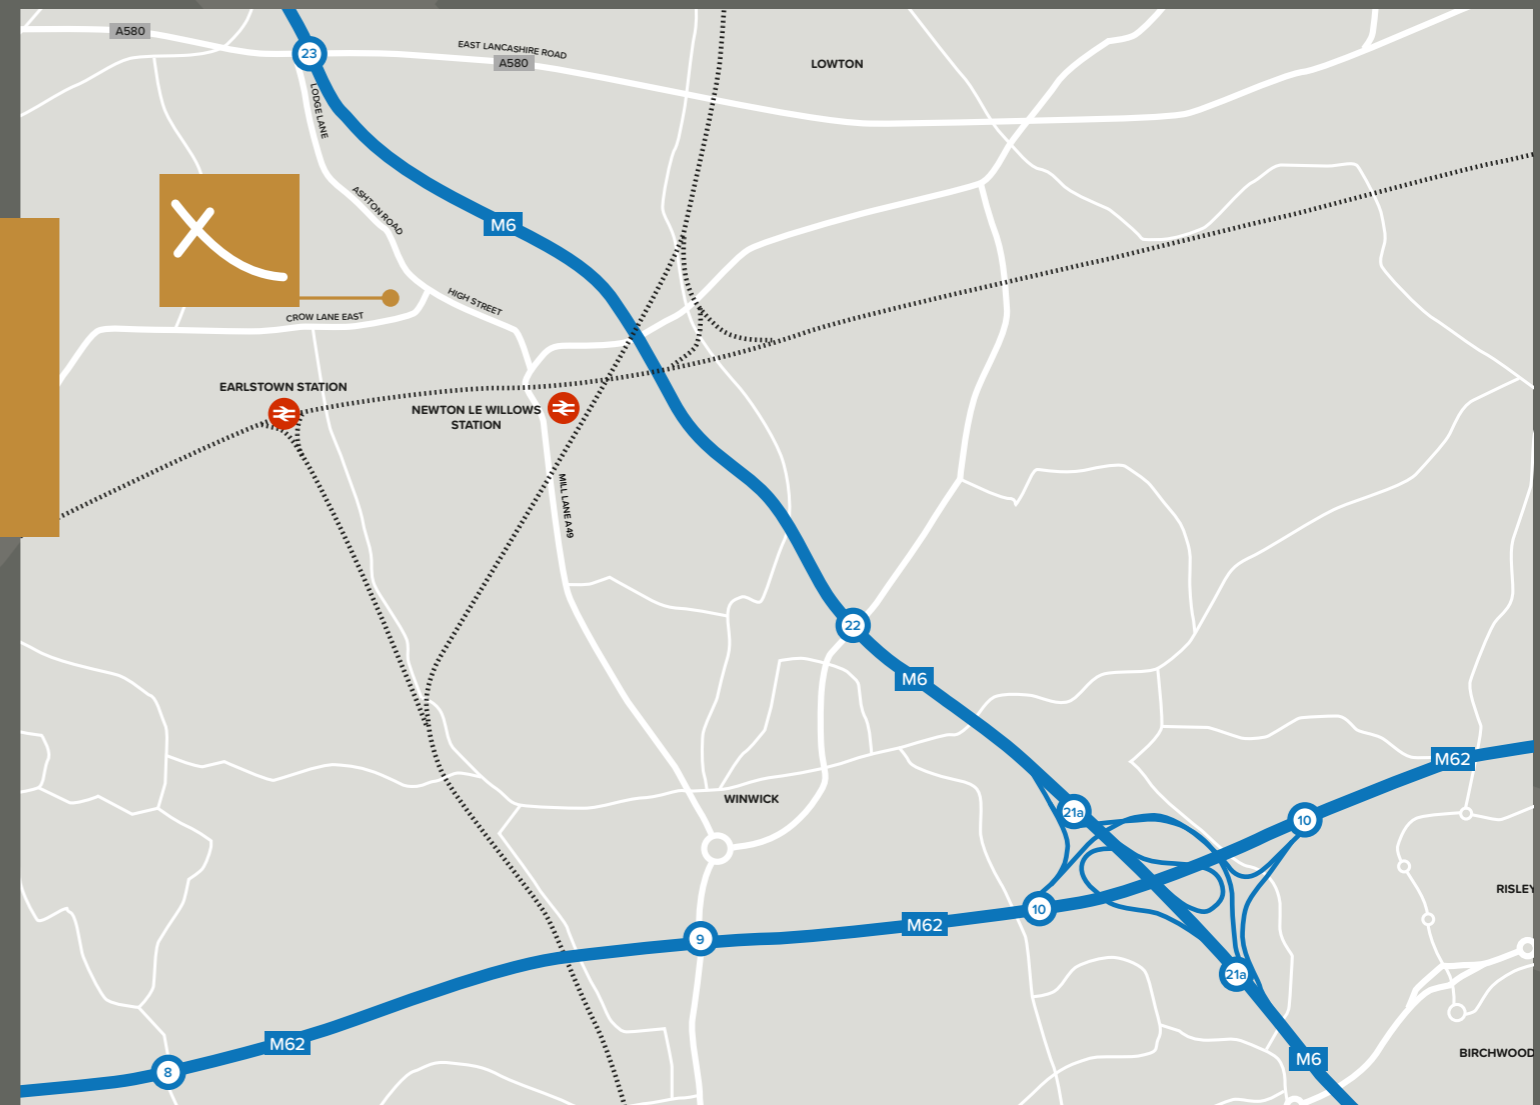 A580
23
EAST LANCASHIRE ROAD
A580
LOWTON
LODGE LANE
ASHTON ROAD
M6
HIGH STREET
CROW LANE EAST
EARLSTOWN STATION
NEWTON LE WILLOWS
STATION
MILL LANE A49
22
M6
M62
WINWICK
21a
10
RISLEY
10
M62
9
21a
M62
8
BIRCHWOOD
M6